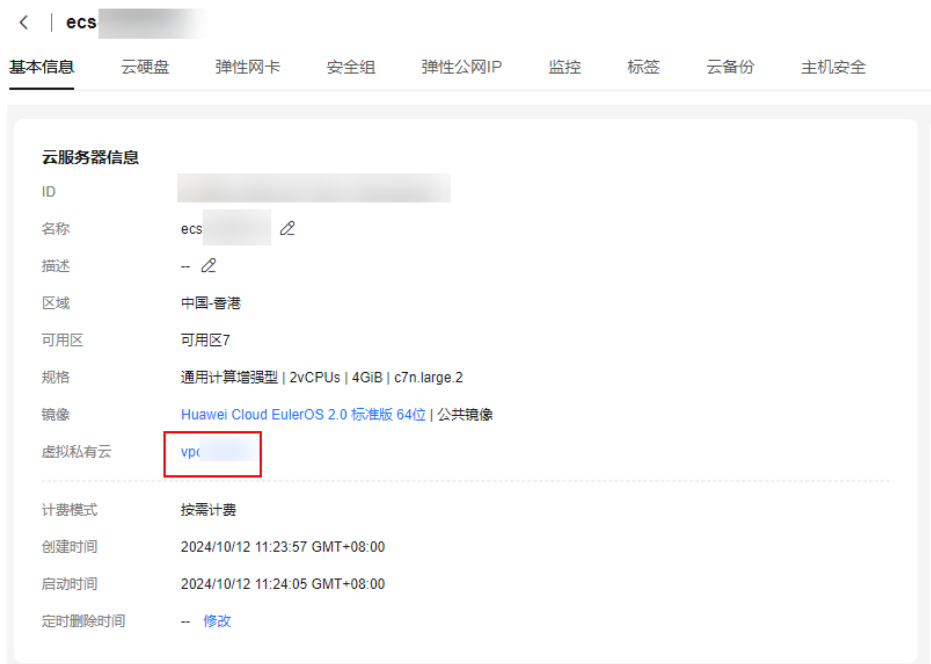 ecs
基本信息 云硬盘 弹性网卡 安全组 弹性公网IP 监控 标签 云备份 主机安全
云服务器信息
ID
名称 ecs
描述 --
区域 中国-香港
可用区 可用区7
规格 通用计算增强型 | 2vCPUs | 4GiB | c7n.large.2
镜像 Huawei Cloud EulerOS 2.0 标准版 64位 | 公共镜像
虚拟私有云 vpc
计费模式 按需计费
创建时间 2024/10/12 11:23:57 GMT+08:00
启动时间 2024/10/12 11:24:05 GMT+08:00
定时删除时间 -- 修改